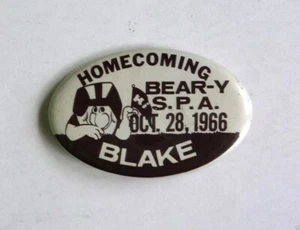 HOMECOMING
BEAR-Y
S.P.A.
OCT. 28, 1966
BLAKE